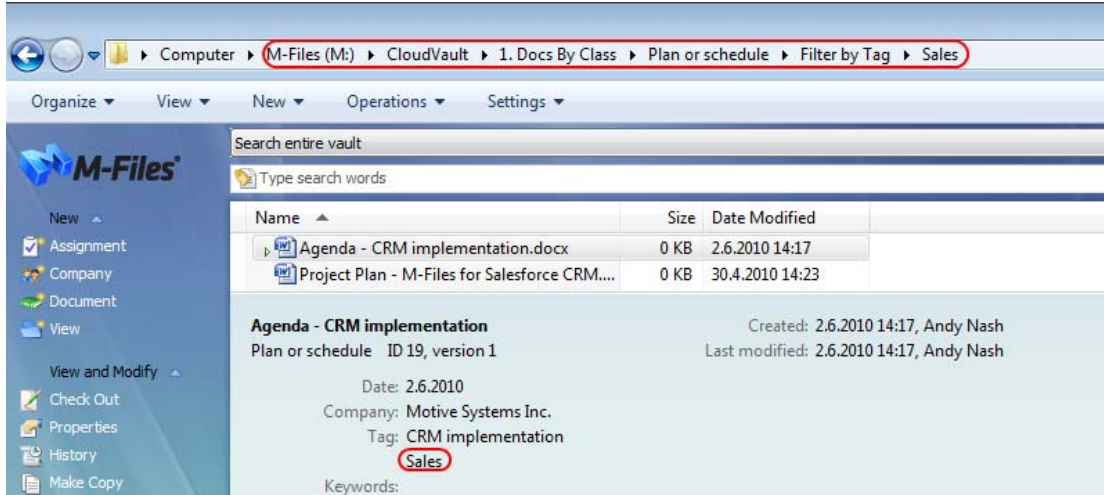 Computer M-Files (M:) CloudVault 1. Docs By Class Plan or schedule Filter by Tag Sales
Organize View New Operations Settings
M-Files®
New
Assignment
Company
Document
View
View and Modify
Check Out
Properties
History
Make Copy
Search entire vault
Type search words
Name Size Date Modified
Agenda - CRM implementation.docx 0 KB 2.6.2010 14:17
Project Plan - M-Files for Salesforce CRM.... 0 KB 30.4.2010 14:23
Agenda - CRM implementation Created: 2.6.2010 14:17, Andy Nash
Plan or schedule ID 19, version 1 Last modified: 2.6.2010 14:17, Andy Nash
Date: 2.6.2010
Company: Motive Systems Inc.
Tag: CRM implementation
Sales
Keywords: